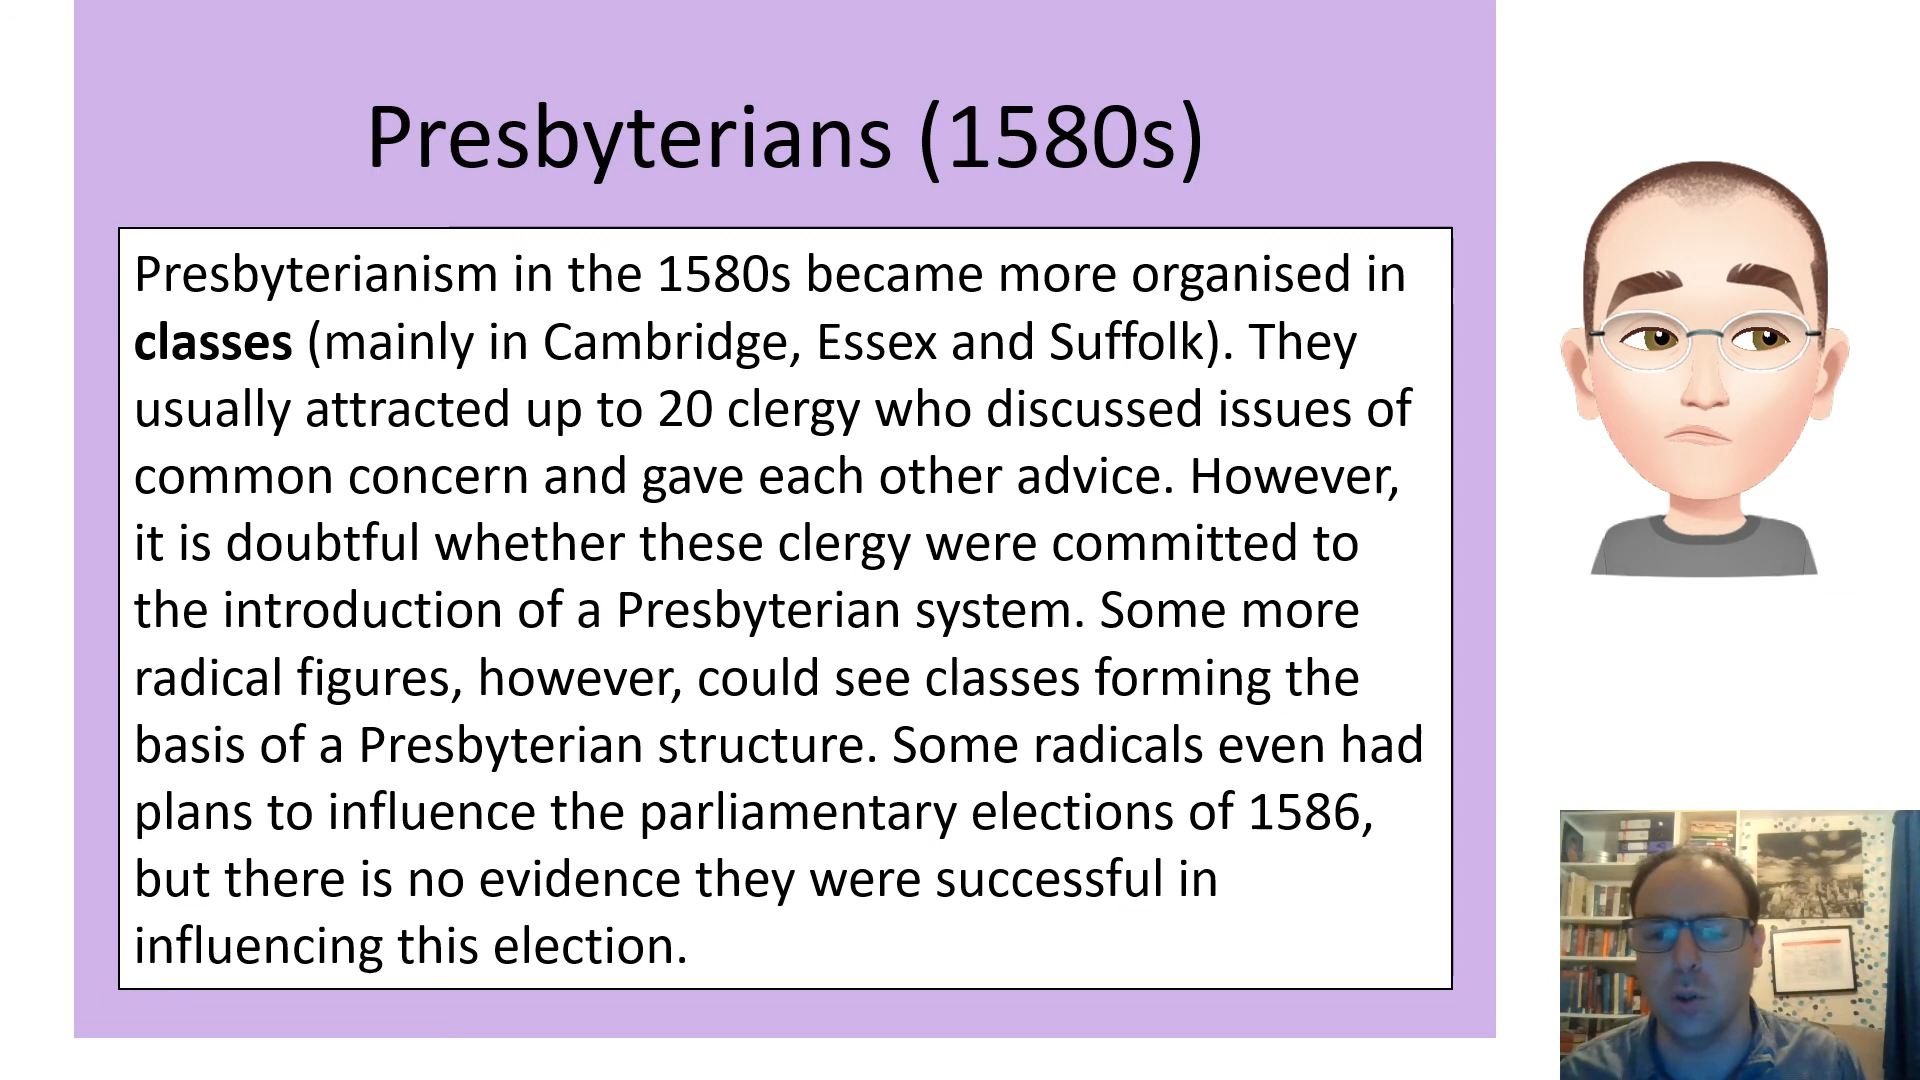 Presbyterians (1580s)
Presbyterianism in the 1580s became more organised in
classes (mainly in Cambridge, Essex and Suffolk). They
usually attracted up to 20 clergy who discussed issues of
common concern and gave each other advice. However,
it is doubtful whether these clergy were committed to
the introduction of a Presbyterian system. Some more
radical figures, however, could see classes forming the
basis of a Presbyterian structure. Some radicals even had
plans to influence the parliamentary elections of 1586,
but there is no evidence they were successful in
influencing this election.